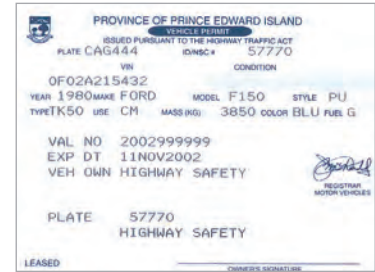 PROVINCE OF PRINCE EDWARD ISLAND
VEHICLE PERMIT
ISSUED PURSUANT TO THE HIGHWAY TRAFFIC ACT
PLATE CAG444 ID/NSC # 57770
VIN CONDITION
0F02A215432
YEAR 1980 MAKE FORD MODEL F150 STYLE PU
TYPE TK50 USE CM MASS (KG) 3850 COLOR BLU FUEL G
VAL NO 2002999999
EXP DT 11NOV2002
VEH OWN HIGHWAY SAFETY
REGISTRAR
MOTOR VEHICLES
PLATE 57770
HIGHWAY SAFETY
LEASED
OWNER'S SIGNATURE